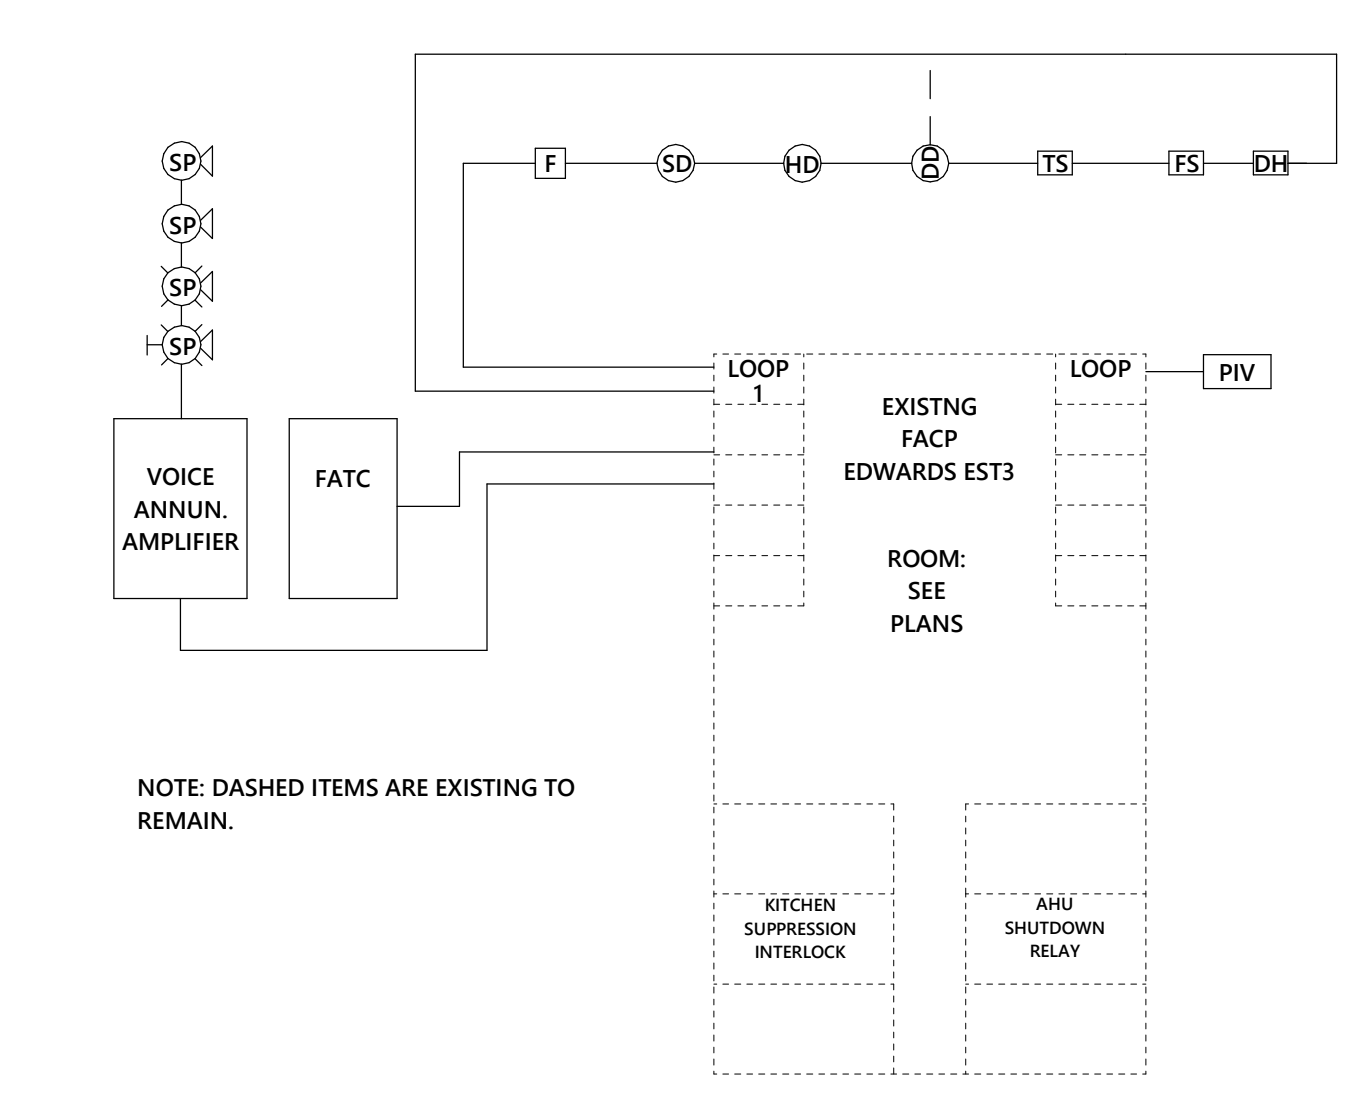 F
SD
HD
DD
TS
FS
DH
SP
SP
SP
SP
LOOP
1
LOOP
PIV
EXISTNG
FACP
EDWARDS EST3
ROOM:
SEE
PLANS
VOICE
ANNUN.
AMPLIFIER
FATC
NOTE: DASHED ITEMS ARE EXISTING TO
REMAIN.
KITCHEN
SUPPRESSION
INTERLOCK
AHU
SHUTDOWN
RELAY